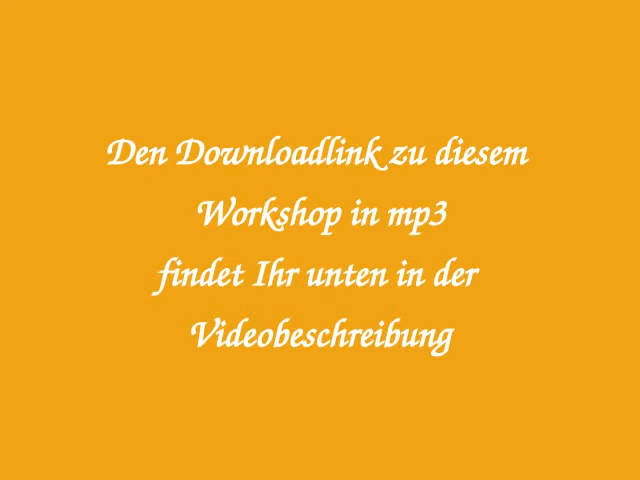 Den Downloadlink zu diesem
Workshop in mp3
findet Ihr unten in der
Videobeschreibung